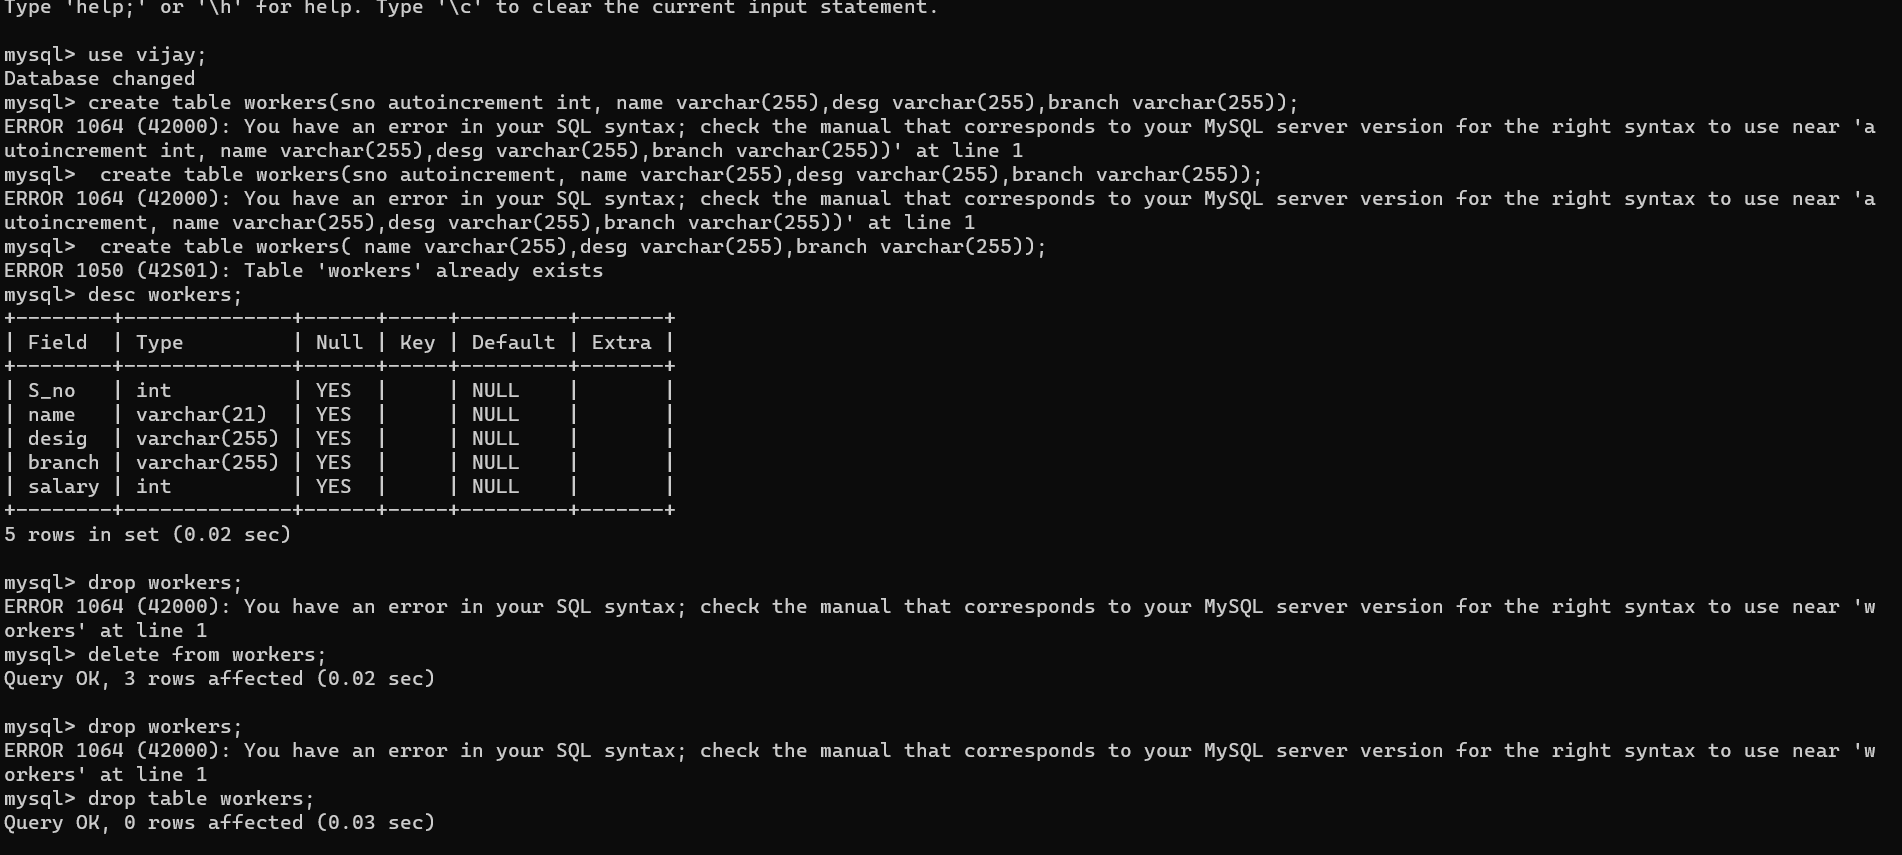 Type 'help;' or '\h' for help. Type '\c' to clear the current input statement.
mysql> use vijay;
Database changed
mysql> create table workers(sno autoincrement int, name varchar(255),desg varchar(255),branch varchar(255));
ERROR 1064 (42000): You have an error in your SQL syntax; check the manual that corresponds to your MySQL server version for the right syntax to use near 'a
utoincrement int, name varchar(255),desg varchar(255),branch varchar(255))' at line 1
mysql>  create table workers(sno autoincrement, name varchar(255),desg varchar(255),branch varchar(255));
ERROR 1064 (42000): You have an error in your SQL syntax; check the manual that corresponds to your MySQL server version for the right syntax to use near 'a
utoincrement, name varchar(255),desg varchar(255),branch varchar(255))' at line 1
mysql>  create table workers( name varchar(255),desg varchar(255),branch varchar(255));
ERROR 1050 (42S01): Table 'workers' already exists
mysql> desc workers;
+--------+--------------+------+-----+---------+-------+
| Field  | Type         | Null | Key | Default | Extra |
+--------+--------------+------+-----+---------+-------+
| S_no   | int          | YES  |     | NULL    |       |
| name   | varchar(21)  | YES  |     | NULL    |       |
| desig  | varchar(255) | YES  |     | NULL    |       |
| branch | varchar(255) | YES  |     | NULL    |       |
| salary | int          | YES  |     | NULL    |       |
+--------+--------------+------+-----+---------+-------+
5 rows in set (0.02 sec)
mysql> drop workers;
ERROR 1064 (42000): You have an error in your SQL syntax; check the manual that corresponds to your MySQL server version for the right syntax to use near 'w
orkers' at line 1
mysql> delete from workers;
Query OK, 3 rows affected (0.02 sec)
mysql> drop workers;
ERROR 1064 (42000): You have an error in your SQL syntax; check the manual that corresponds to your MySQL server version for the right syntax to use near 'w
orkers' at line 1
mysql> drop table workers;
Query OK, 0 rows affected (0.03 sec)